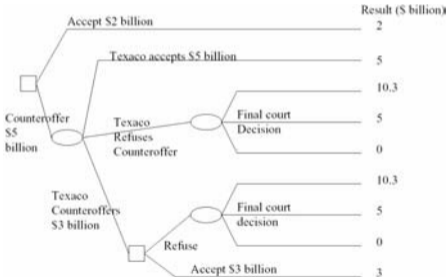 Result ($ billion)
Accept $2 billion
2
Texaco accepts $5 billion
5
Counteroffer
$5
billion
10.3
Texaco
Refuses
Counteroffer
Final court
Decision
5
0
Texaco
Counteroffers
$3 billion
10.3
Final court
decision
5
Refuse
0
Accept $3 billion
3